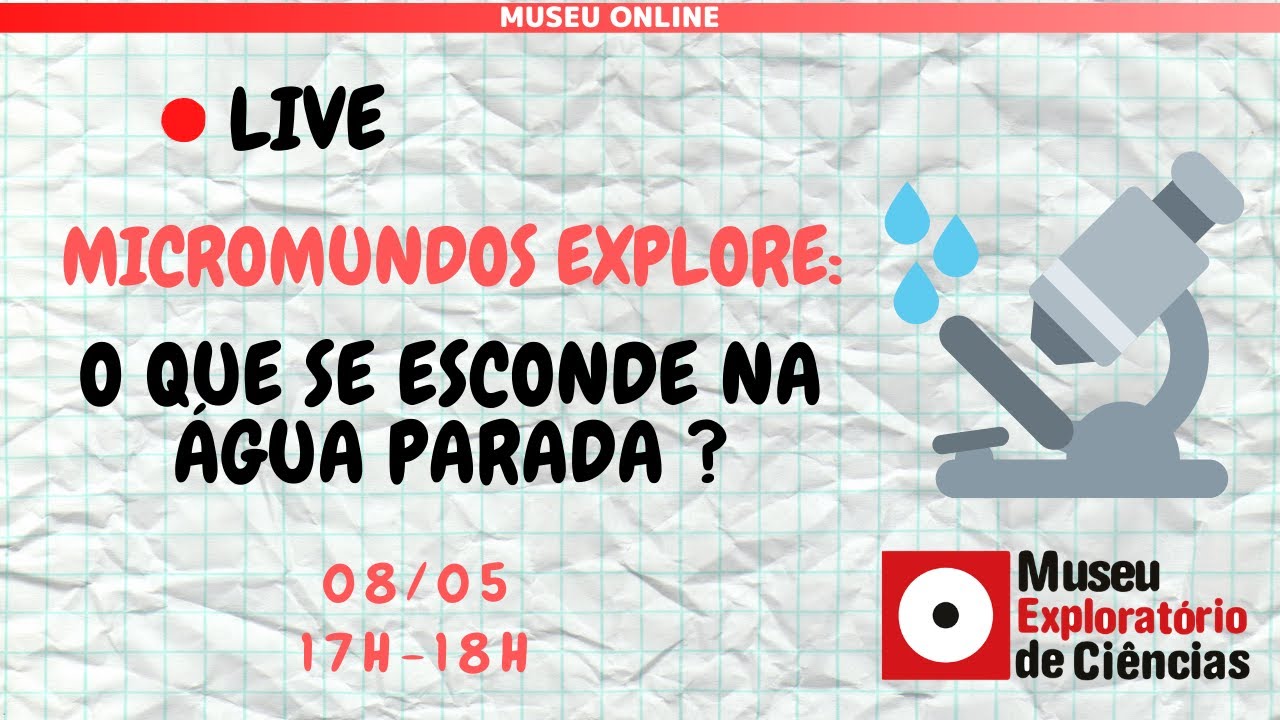 MUSEU ONLINE
LIVE
MICROMUNDOS EXPLORE:
O QUE SE ESCONDE NA
ÁGUA PARADA ?
08/05
17H-18H
Museu
Exploratório
de Ciências